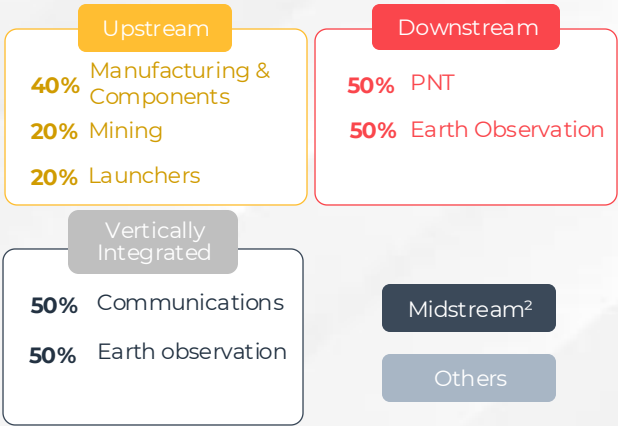 Upstream
40% Manufacturing &
Components
20% Mining
20% Launchers
Downstream
50% PNT
50% Earth Observation
Vertically
Integrated
50% Communications
50% Earth observation
Midstream²
Others